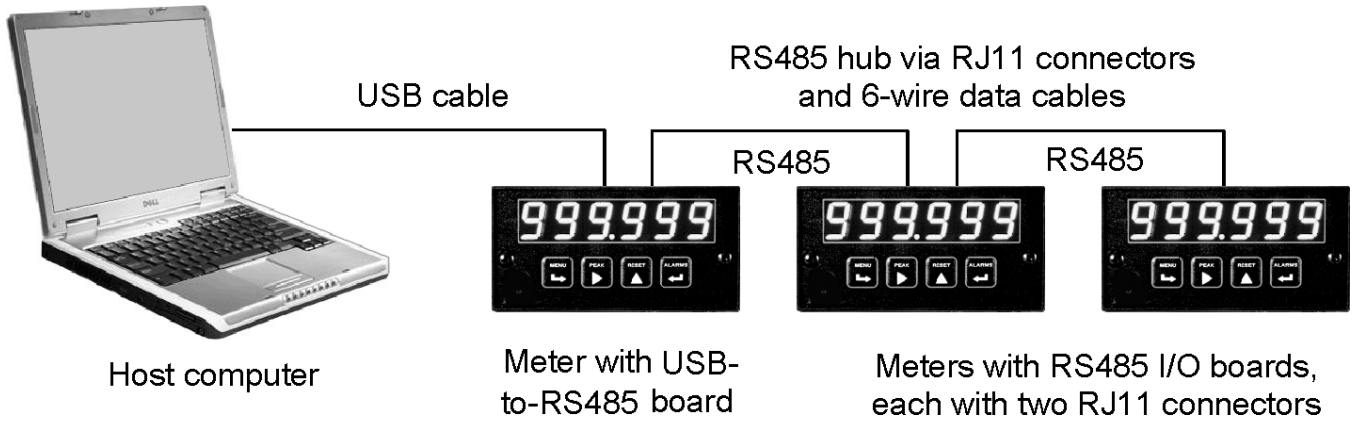 RS485 hub via RJ11 connectors
and 6-wire data cables
USB cable
RS485
RS485
DELL
999.999
999.999
999.999
MENU PEAK RESET ALARMS
MENU PEAK RESET ALARMS
MENU PEAK RESET ALARMS
Host computer
Meter with USB-
to-RS485 board
Meters with RS485 I/O boards,
each with two RJ11 connectors